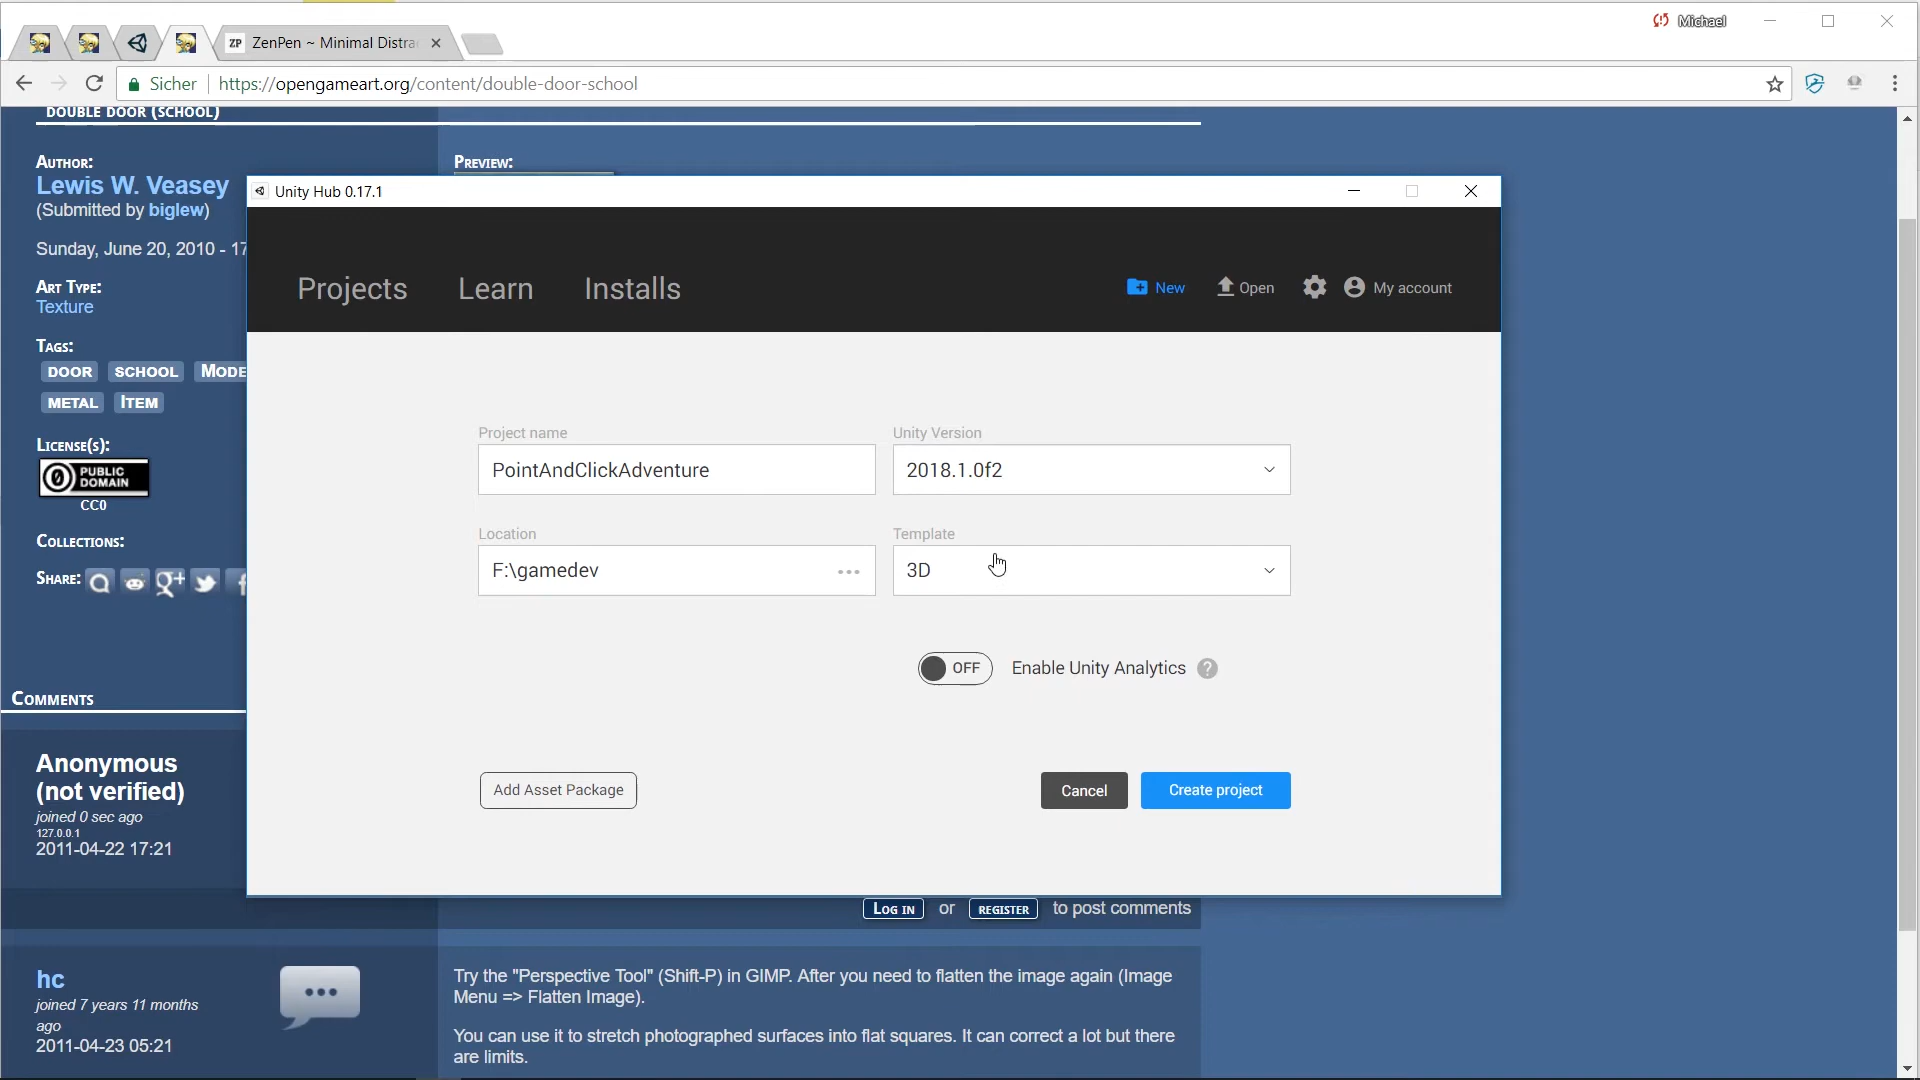 Michael
ZP ZenPen ~ Minimal Distra
Sicher https://opengameart.org/content/double-door-school
DOUBLE DOOR (SCHOOL)
AUTHOR:
Lewis W. Veasey
(Submitted by biglew)
Sunday, June 20, 2010 - 17
ART TYPE:
Texture
TAGS:
DOOR SCHOOL MODE
METAL ITEM
LICENSE(S):
PUBLIC
DOMAIN
CC0
COLLECTIONS:
SHARE:
PREVIEW:
Unity Hub 0.17.1
Projects Learn Installs
New Open My account
Project name Unity Version
PointAndClickAdventure 2018.1.0f2
Location Template
F:\gamedev 3D
OFF Enable Unity Analytics ?
Add Asset Package Cancel Create project
COMMENTS
Anonymous
(not verified)
joined 0 sec ago
127.0.0.1
2011-04-22 17:21
LOG IN or REGISTER to post comments
hc
joined 7 years 11 months
ago
2011-04-23 05:21
Try the "Perspective Tool" (Shift-P) in GIMP. After you need to flatten the image again (Image
Menu => Flatten Image).
You can use it to stretch photographed surfaces into flat squares. It can correct a lot but there
are limits.